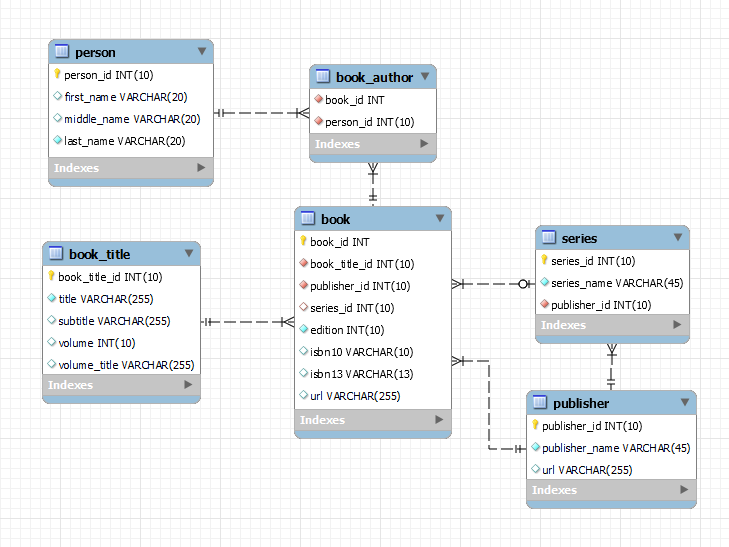 person
person_id INT(10)
first_name VARCHAR(20)
middle_name VARCHAR(20)
last_name VARCHAR(20)
Indexes
book_author
book_id INT
person_id INT(10)
Indexes
book_title
book_title_id INT(10)
title VARCHAR(255)
subtitle VARCHAR(255)
volume INT(10)
volume_title VARCHAR(255)
Indexes
book
book_id INT
book_title_id INT(10)
publisher_id INT(10)
series_id INT(10)
edition INT(10)
isbn10 VARCHAR(10)
isbn13 VARCHAR(13)
url VARCHAR(255)
Indexes
series
series_id INT(10)
series_name VARCHAR(45)
publisher_id INT(10)
Indexes
publisher
publisher_id INT(10)
publisher_name VARCHAR(45)
url VARCHAR(255)
Indexes